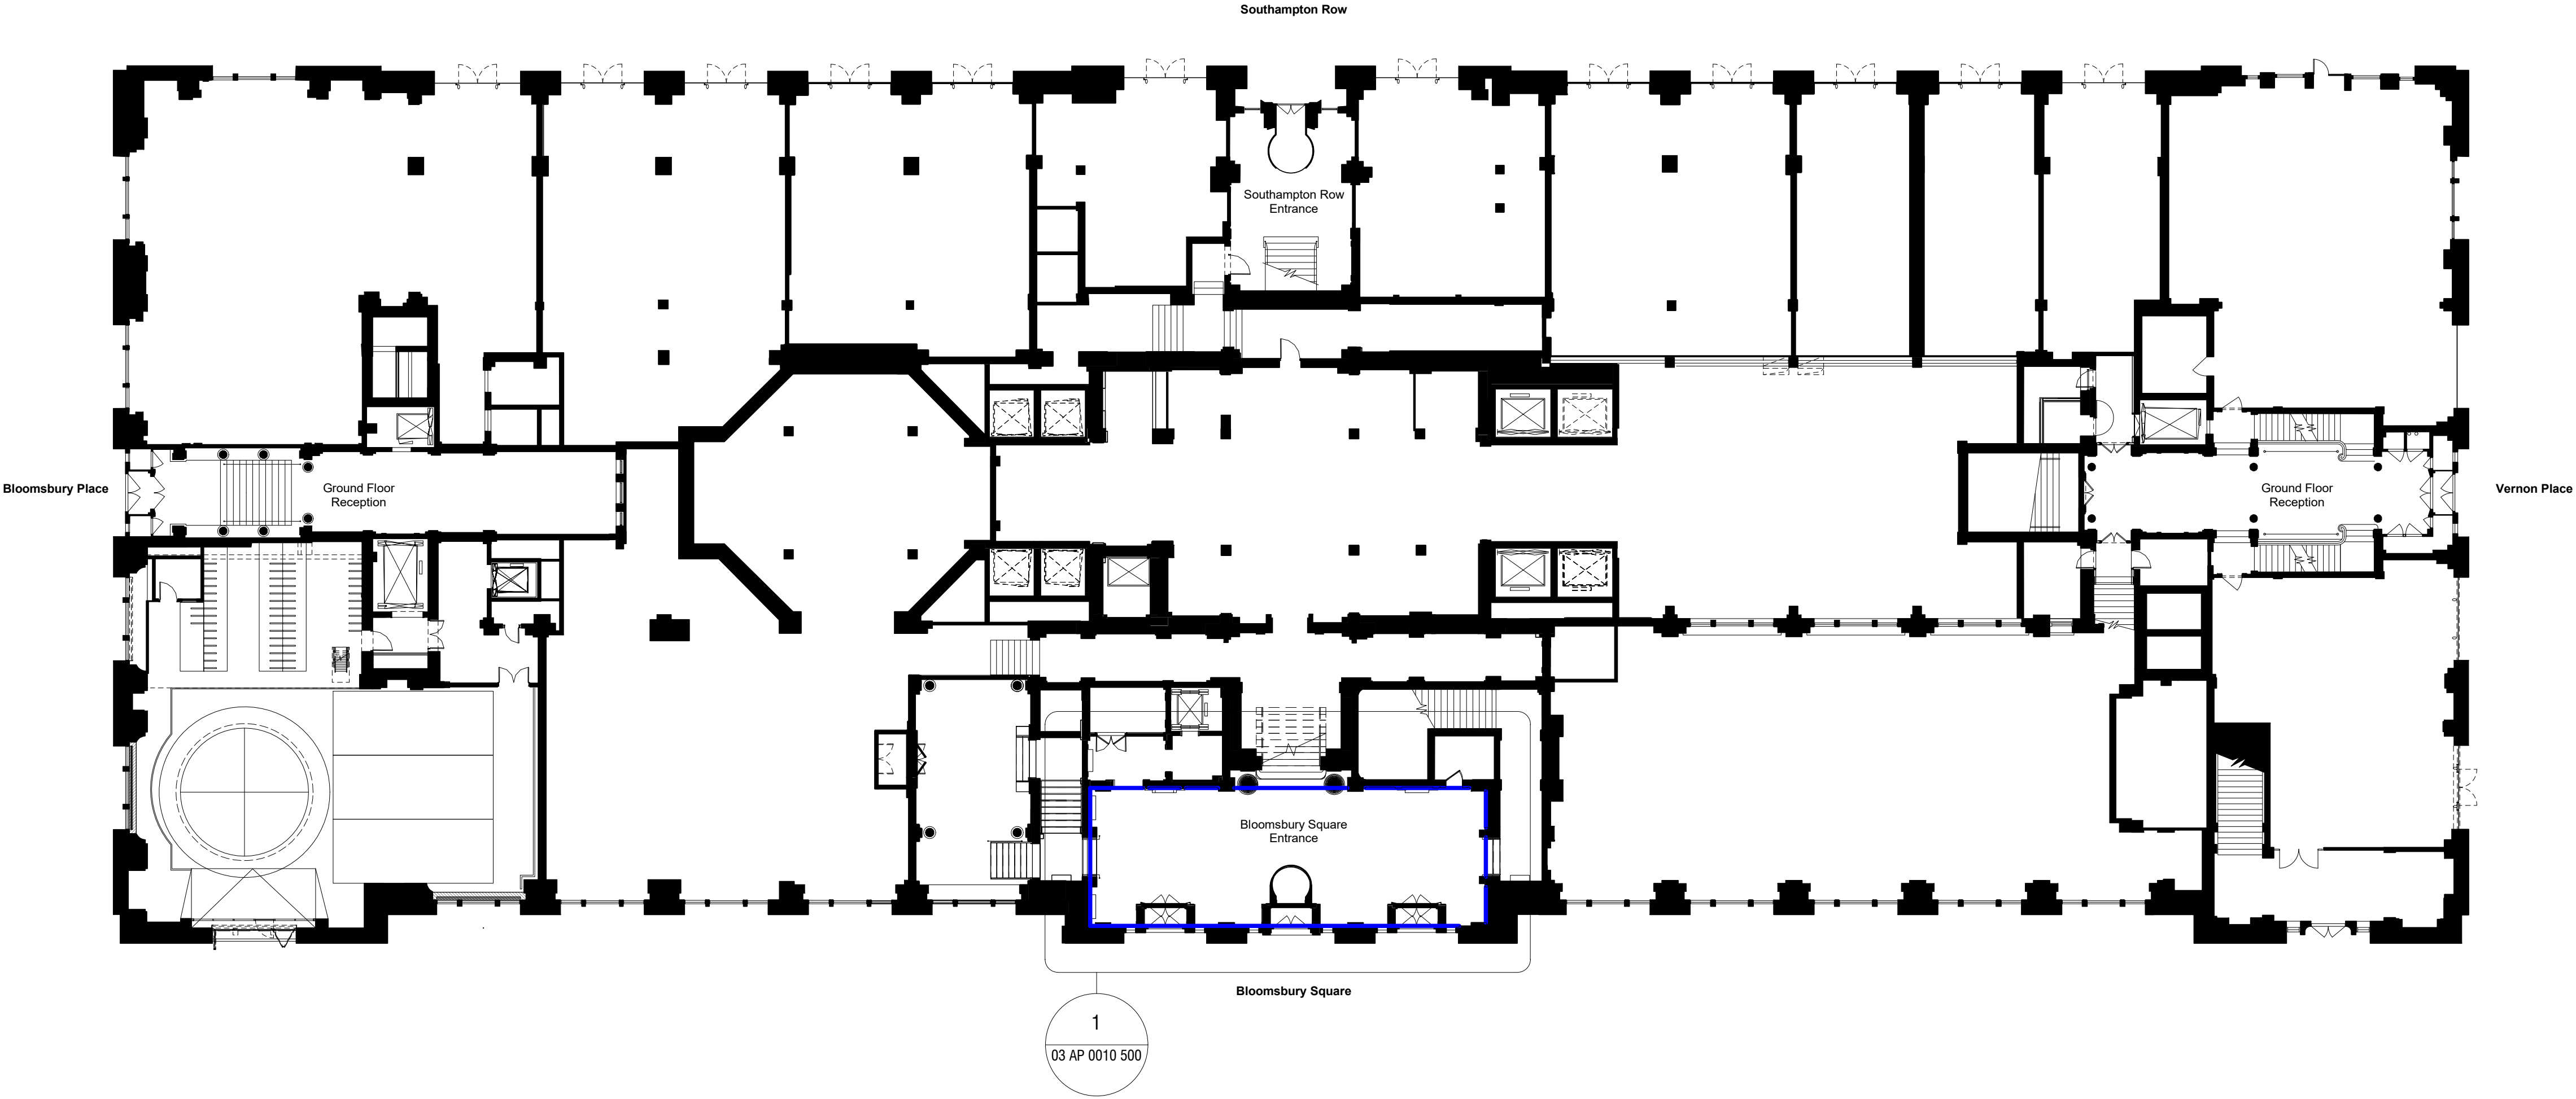 Southampton Row
Southampton Row
Entrance
Bloomsbury Place
Ground Floor
Reception
Ground Floor
Reception
Vernon Place
Bloomsbury Square
Entrance
Bloomsbury Square
1
03 AP 0010 500